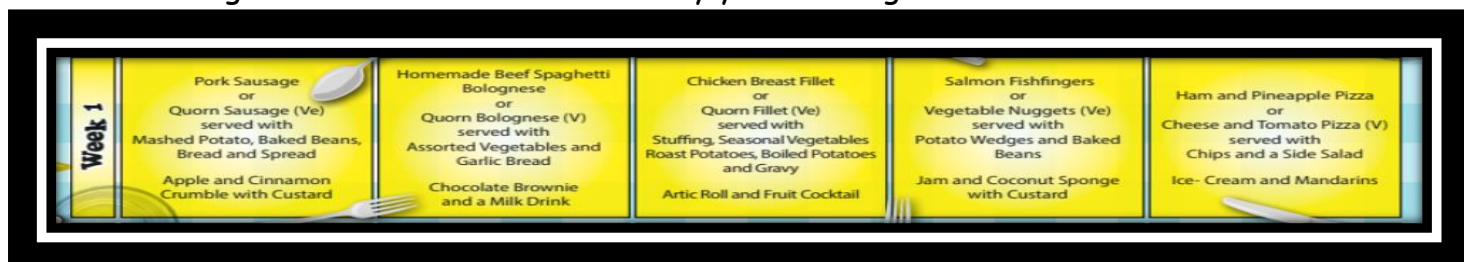 Week 1
Pork Sausage
or
Quorn Sausage (Ve)
served with
Mashed Potato, Baked Beans,
Bread and Spread
Apple and Cinnamon
Crumble with Custard
Homemade Beef Spaghetti
Bolognese
or
Quorn Bolognese (V)
served with
Assorted Vegetables and
Garlic Bread
Chocolate Brownie
and a Milk Drink
Chicken Breast Fillet
or
Quorn Fillet (Ve)
served with
Stuffing, Seasonal Vegetables
Roast Potatoes, Boiled Potatoes
and Gravy
Artic Roll and Fruit Cocktail
Salmon Fishfingers
or
Vegetable Nuggets (Ve)
served with
Potato Wedges and Baked
Beans
Jam and Coconut Sponge
with Custard
Ham and Pineapple Pizza
or
Cheese and Tomato Pizza (V)
served with
Chips and a Side Salad
Ice- Cream and Mandarins